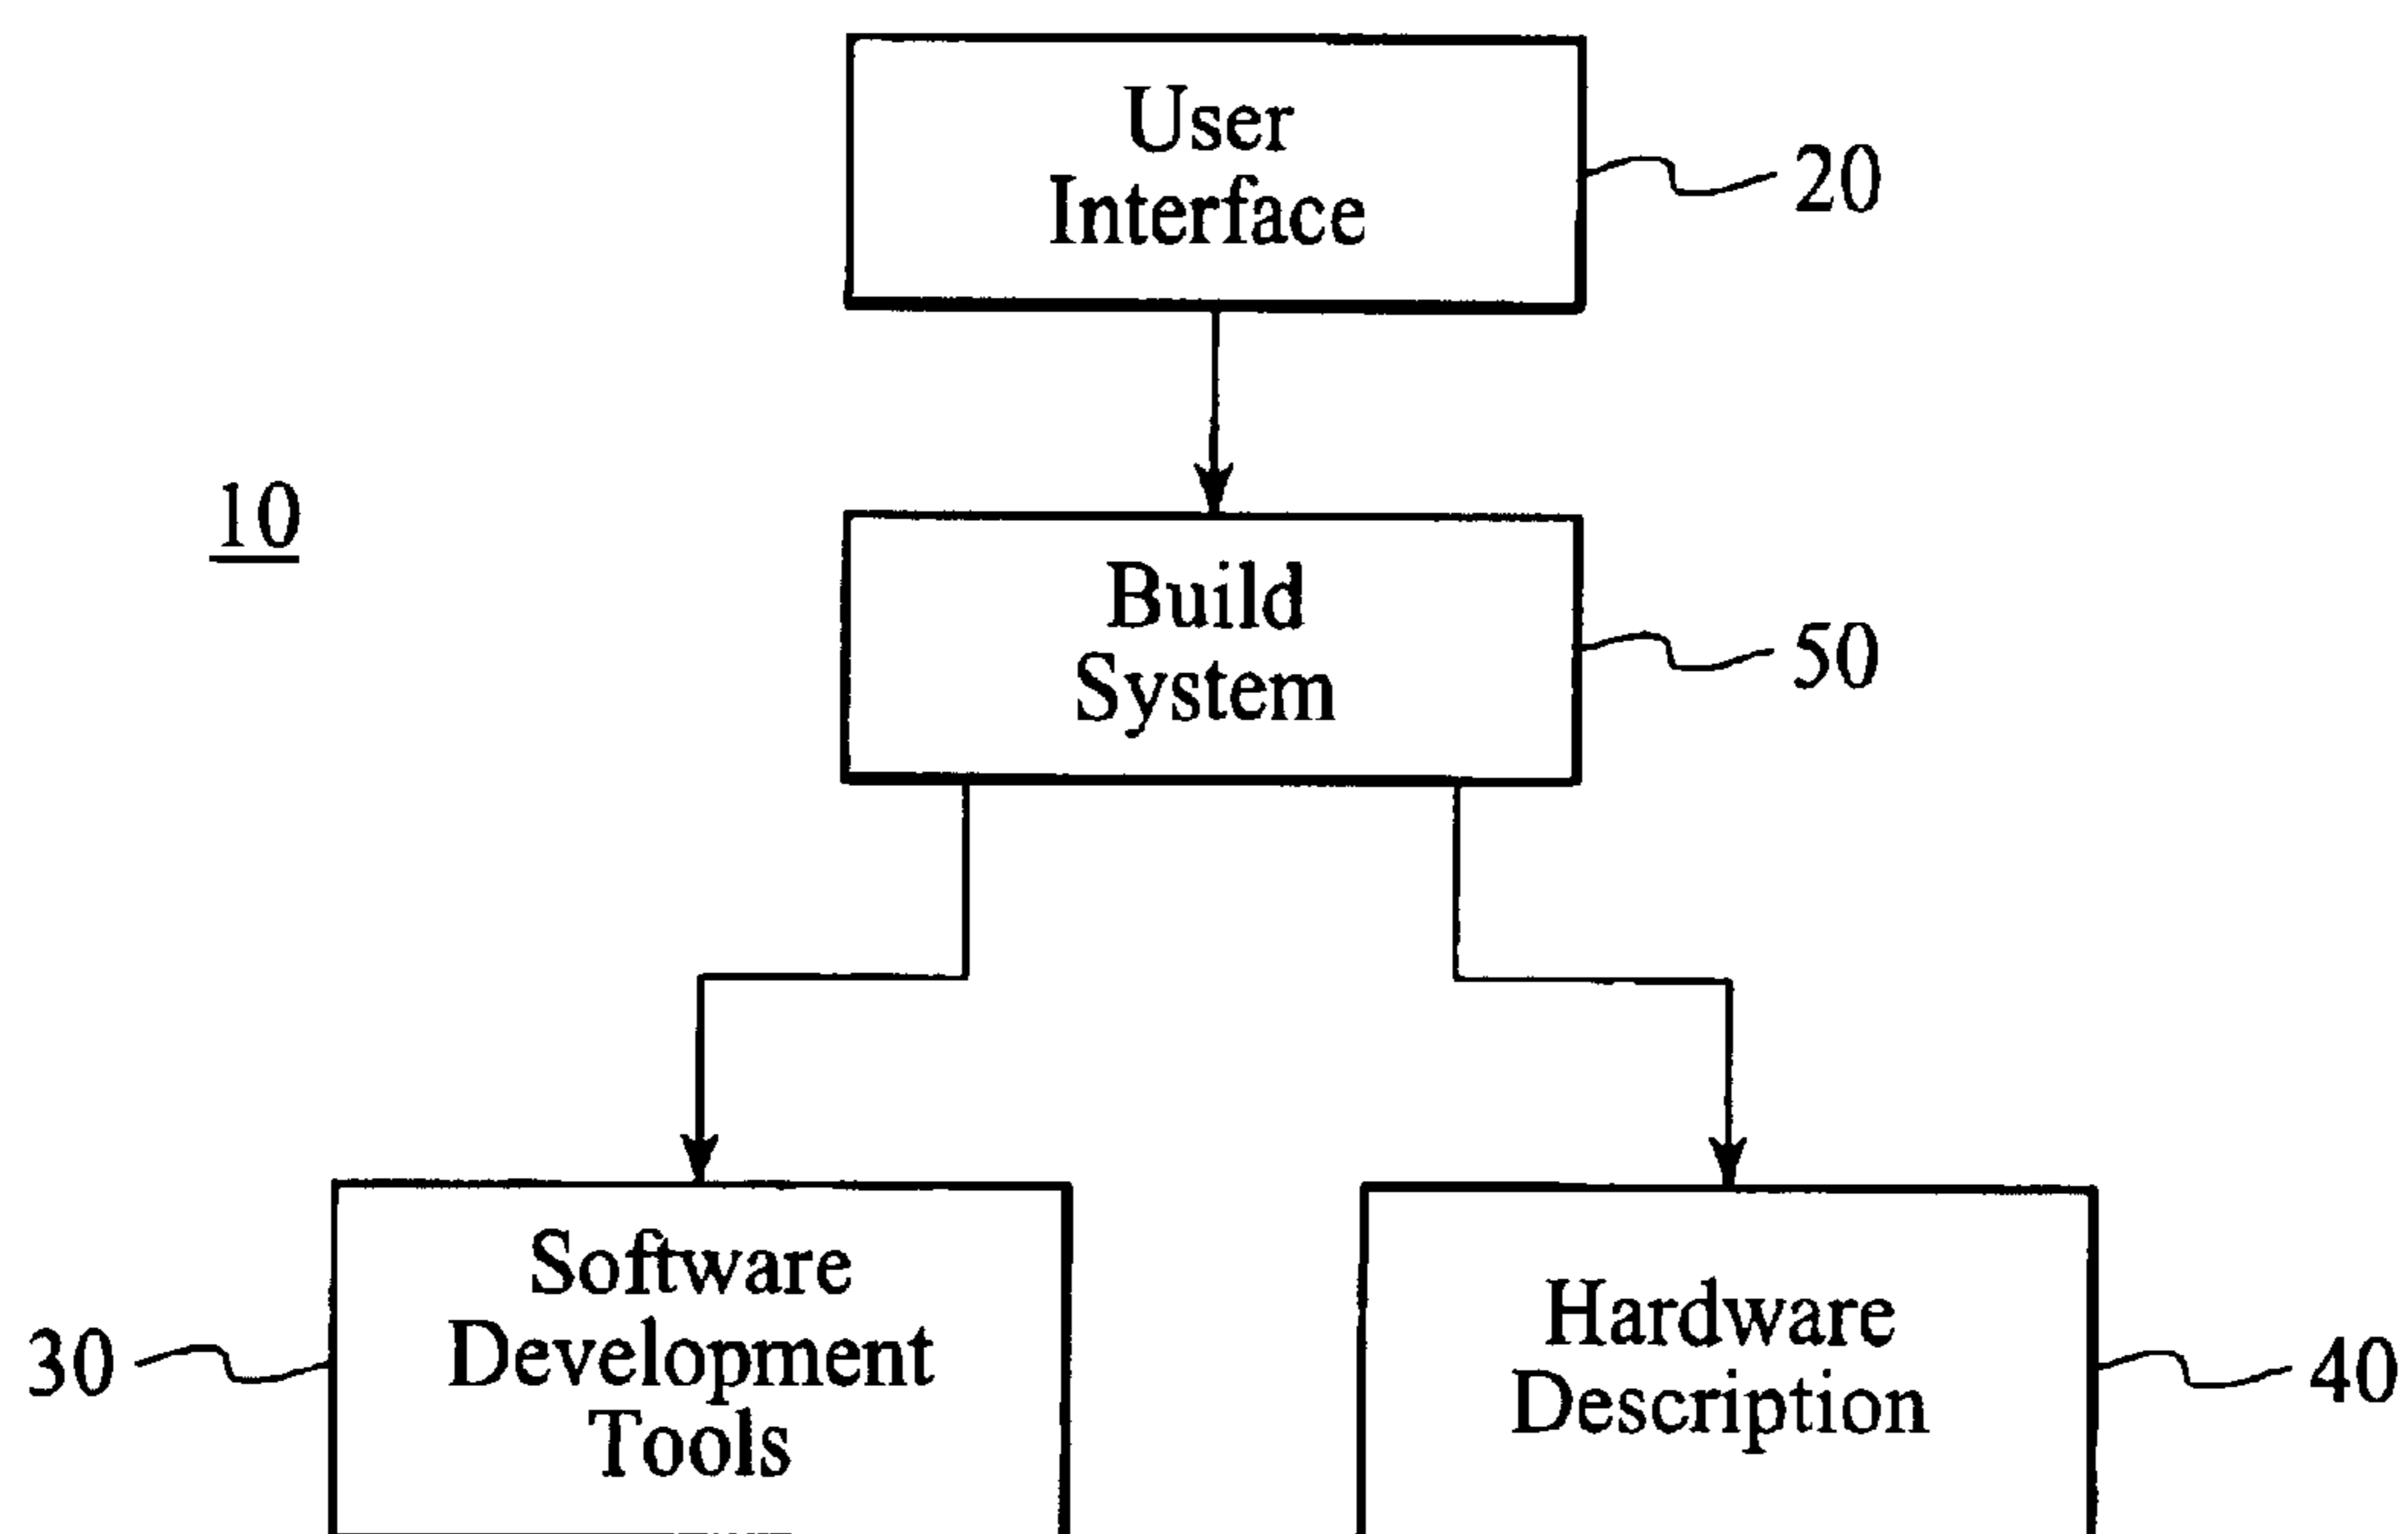 User
Interface
20
10
Build
System
50
Software
Development
Tools
30
Hardware
Description
40